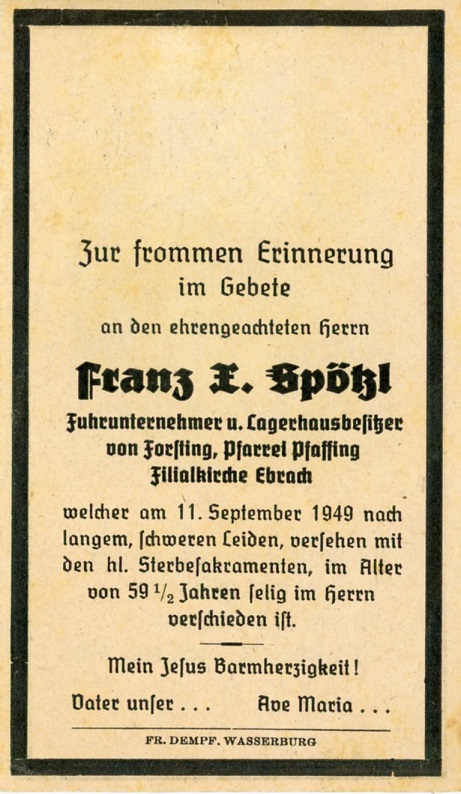 Zur frommen Erinnerung
im Gebete
an den ehrengeachteten Herrn
Franz X. Spötzl
Fuhrunternehmer u. Lagerhausbesitzer
von Forsting, Pfarrei Pfaffing
Filialkirche Ebrach
welcher am 11. September 1949 nach
langem, schweren Leiden, versehen mit
den hl. Sterbesakramenten, im Alter
von 59 1/2 Jahren selig im Herrn
verschieden ist.
Mein Jesus Barmherzigkeit!
Vater unser . . . Ave Maria . . .
FR. DEMPF. WASSERBURG